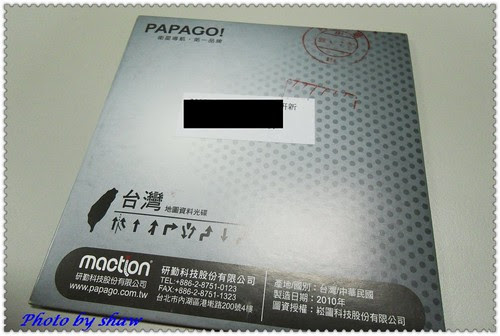 PAPAGO!
衛星導航・第一品牌
台灣 地圖資料光碟
maction
研勤科技股份有限公司
www.papago.com.tw
研勤科技股份有限公司
TEL:+886-2-8751-0123
FAX:+886-2-8751-1323
台北市內湖區港墘路200號4樓
產地/國別：台灣/中華民國
製造日期：2010年
圖資授權：崧圖科技股份有限公司
Photo by shaw